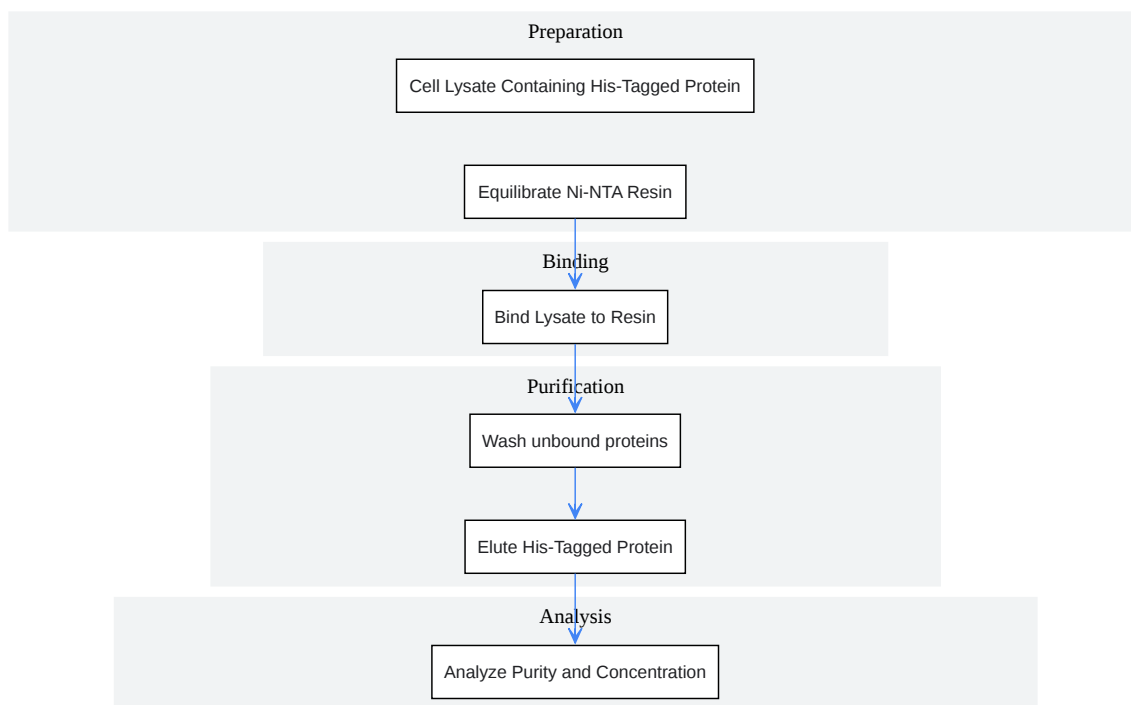 Preparation
Cell Lysate Containing His-Tagged Protein
Equilibrate Ni-NTA Resin
Binding
Bind Lysate to Resin
Purification
Wash unbound proteins
Elute His-Tagged Protein
Analysis
Analyze Purity and Concentration